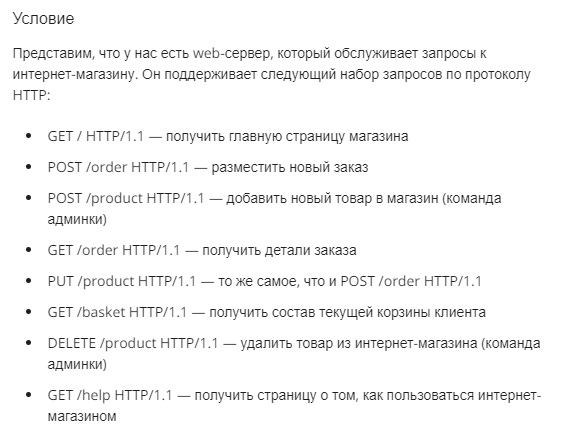 Условие
Представим, что у нас есть web-сервер, который обслуживает запросы к
интернет-магазину. Он поддерживает следующий набор запросов по протоколу
HTTP:
• GET / HTTP/1.1 — получить главную страницу магазина
• POST /order HTTP/1.1 — разместить новый заказ
• POST /product HTTP/1.1 — добавить новый товар в магазин (команда
админки)
• GET /order HTTP/1.1 — получить детали заказа
• PUT /product HTTP/1.1 — то же самое, что и POST /order HTTP/1.1
• GET /basket HTTP/1.1 — получить состав текущей корзины клиента
• DELETE /product HTTP/1.1 — удалить товар из интернет-магазина (команда
админки)
• GET /help HTTP/1.1 — получить страницу о том, как пользоваться интернет-
магазином